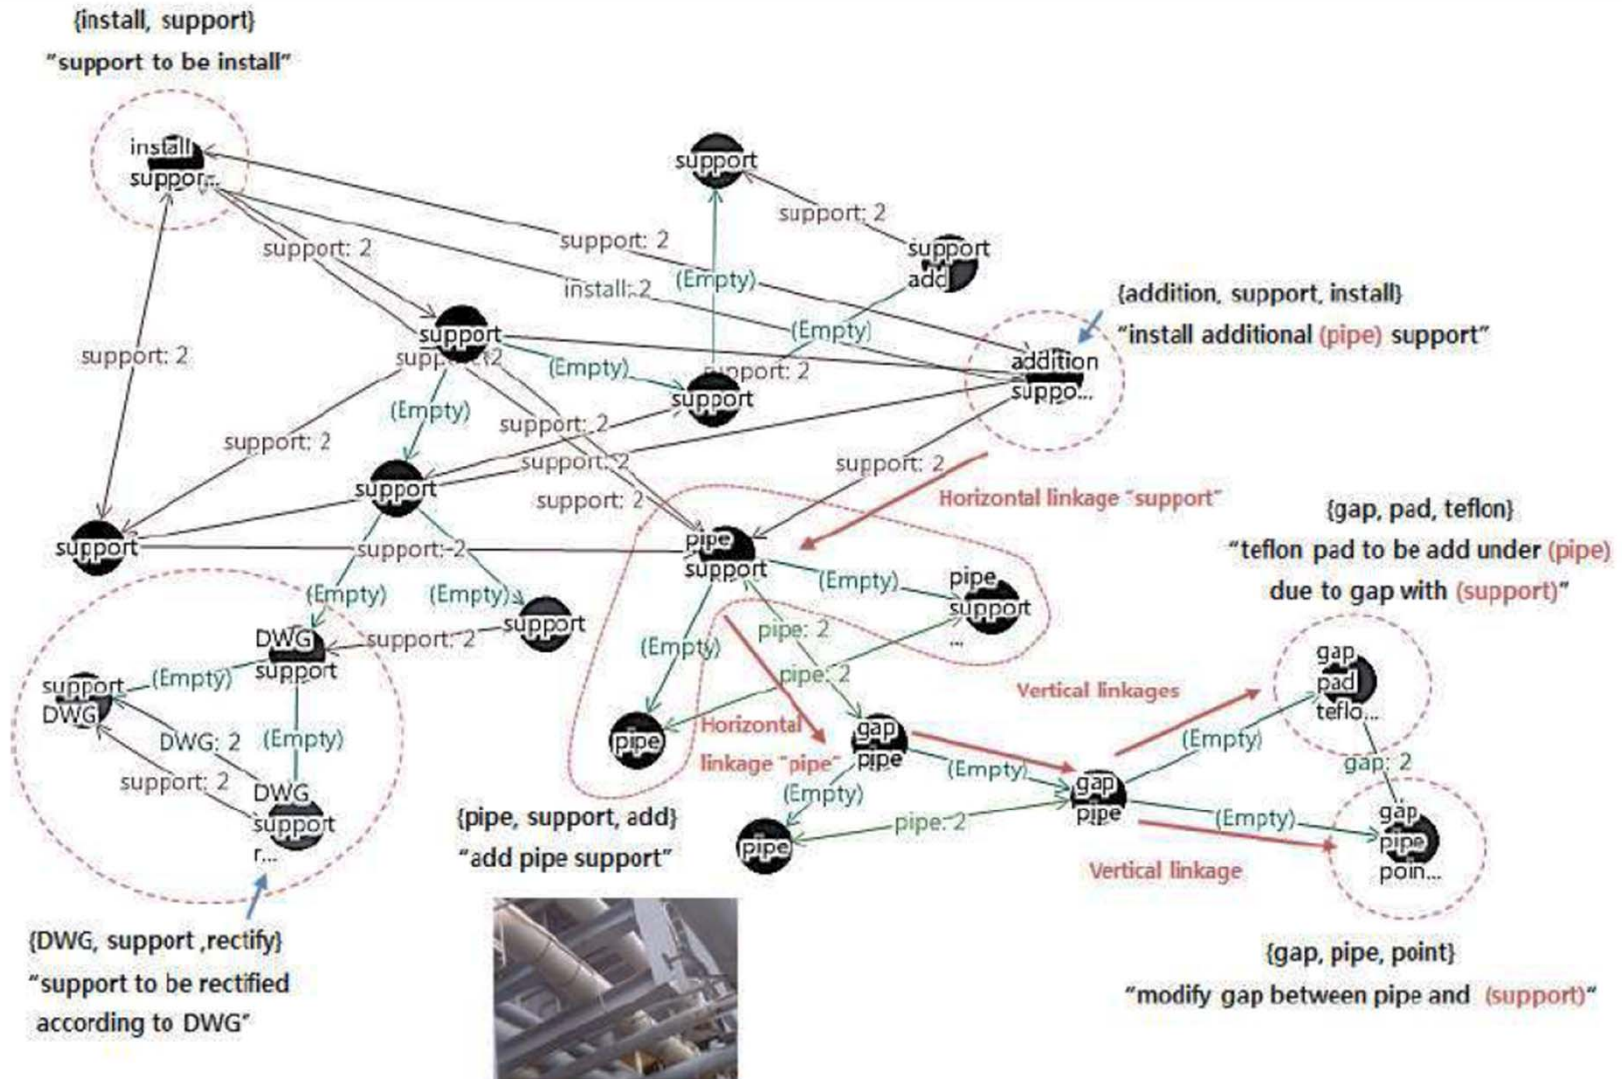 {install, support}
"support to be install"
install
suppor...
support
support: 2
support
add
support: 2
support: 2
(Empty)
install: 2
(Empty)
{addition, support, install}
"install additional (pipe) support"
addition
suppo...
support
support: 2
(Empty)
support: 2
support
support: 2
(Empty)
support: 2
support: 2
support: 2
support: 2
support: 2
support
Horizontal linkage "support"
support
support: 2
pipe
support
(Empty)
pipe
support
...
{gap, pad, teflon}
"teflon pad to be add under (pipe)
due to gap with (support)"
(Empty)
(Empty)
support
support: 2
DWG
support
(Empty)
support
DWG
DWG: 2
(Empty)
support: 2
DWG
support
r...
(Empty)
pipe: 2
pipe: 2
pipe
Horizontal
linkage "pipe"
gap
pipe
Vertical linkages
gap
pad
teflo...
(Empty)
gap: 2
(Empty)
(Empty)
gap
pipe
(Empty)
pipe: 2
pipe
gap
pipe
poin...
Vertical linkage
{pipe, support, add}
"add pipe support"
{DWG, support ,rectify}
"support to be rectified
according to DWG"
{gap, pipe, point}
"modify gap between pipe and (support)"